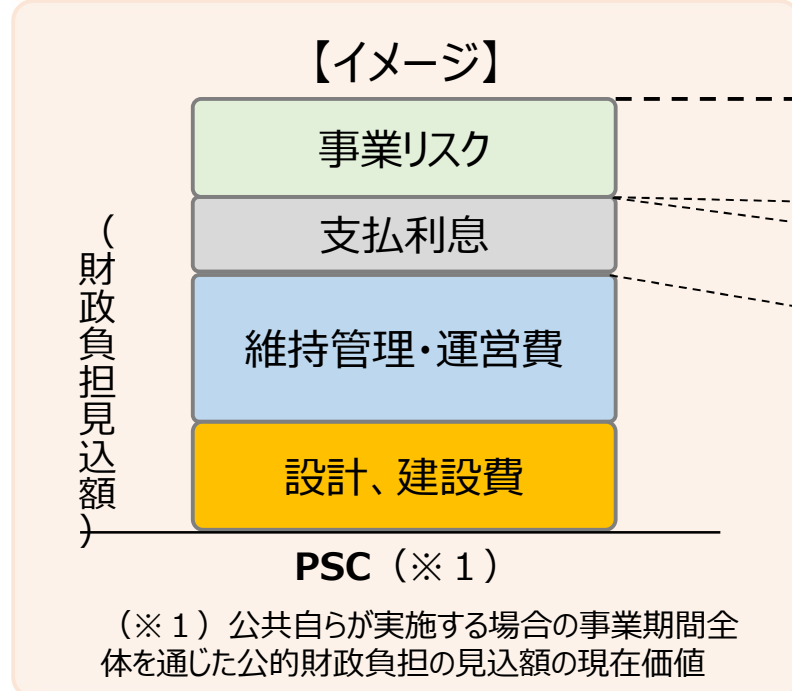 【イメージ】
事業リスク
支払利息
維持管理・運営費
設計、建設費
（財政負担見込額）
PSC（※１）
（※１）公共自らが実施する場合の事業期間全
体を通じた公的財政負担の見込額の現在価値